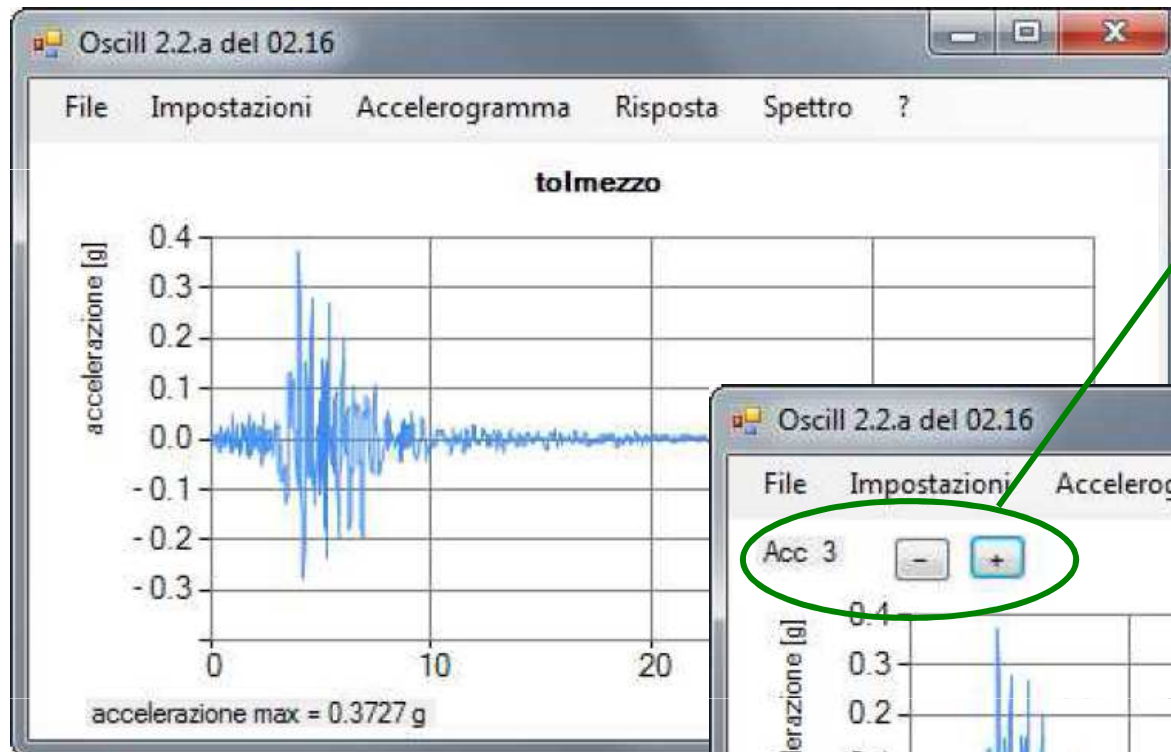 Oscill 2.2.a del 02.16
File Impostazioni Accelerogramma Risposta Spettro ?
tolmezzo
accelerazione [g]
0.4
0.3
0.2
0.1
0.0
-0.1
-0.2
-0.3
0 10 20
accelerazione max = 0.3727 g
Oscill 2.2.a del 02.16
File Impostazioni
Acc 3 - +
0.4
0.3
0.2